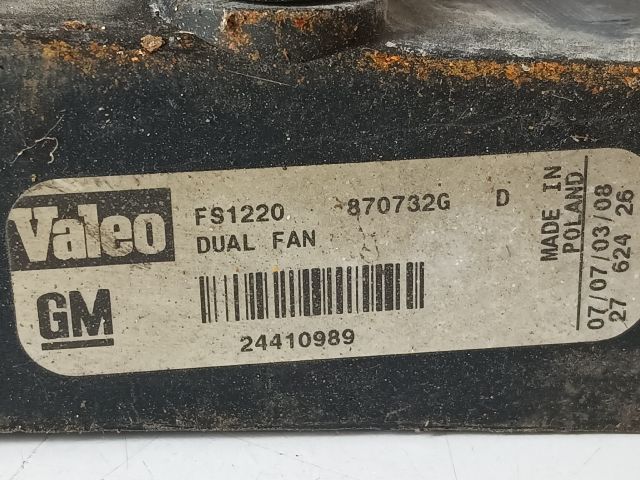 Valeo
FS1220 870732G D
DUAL FAN
GM
24410989
MADE IN
POLAND
07/07/03/08
27 624 26